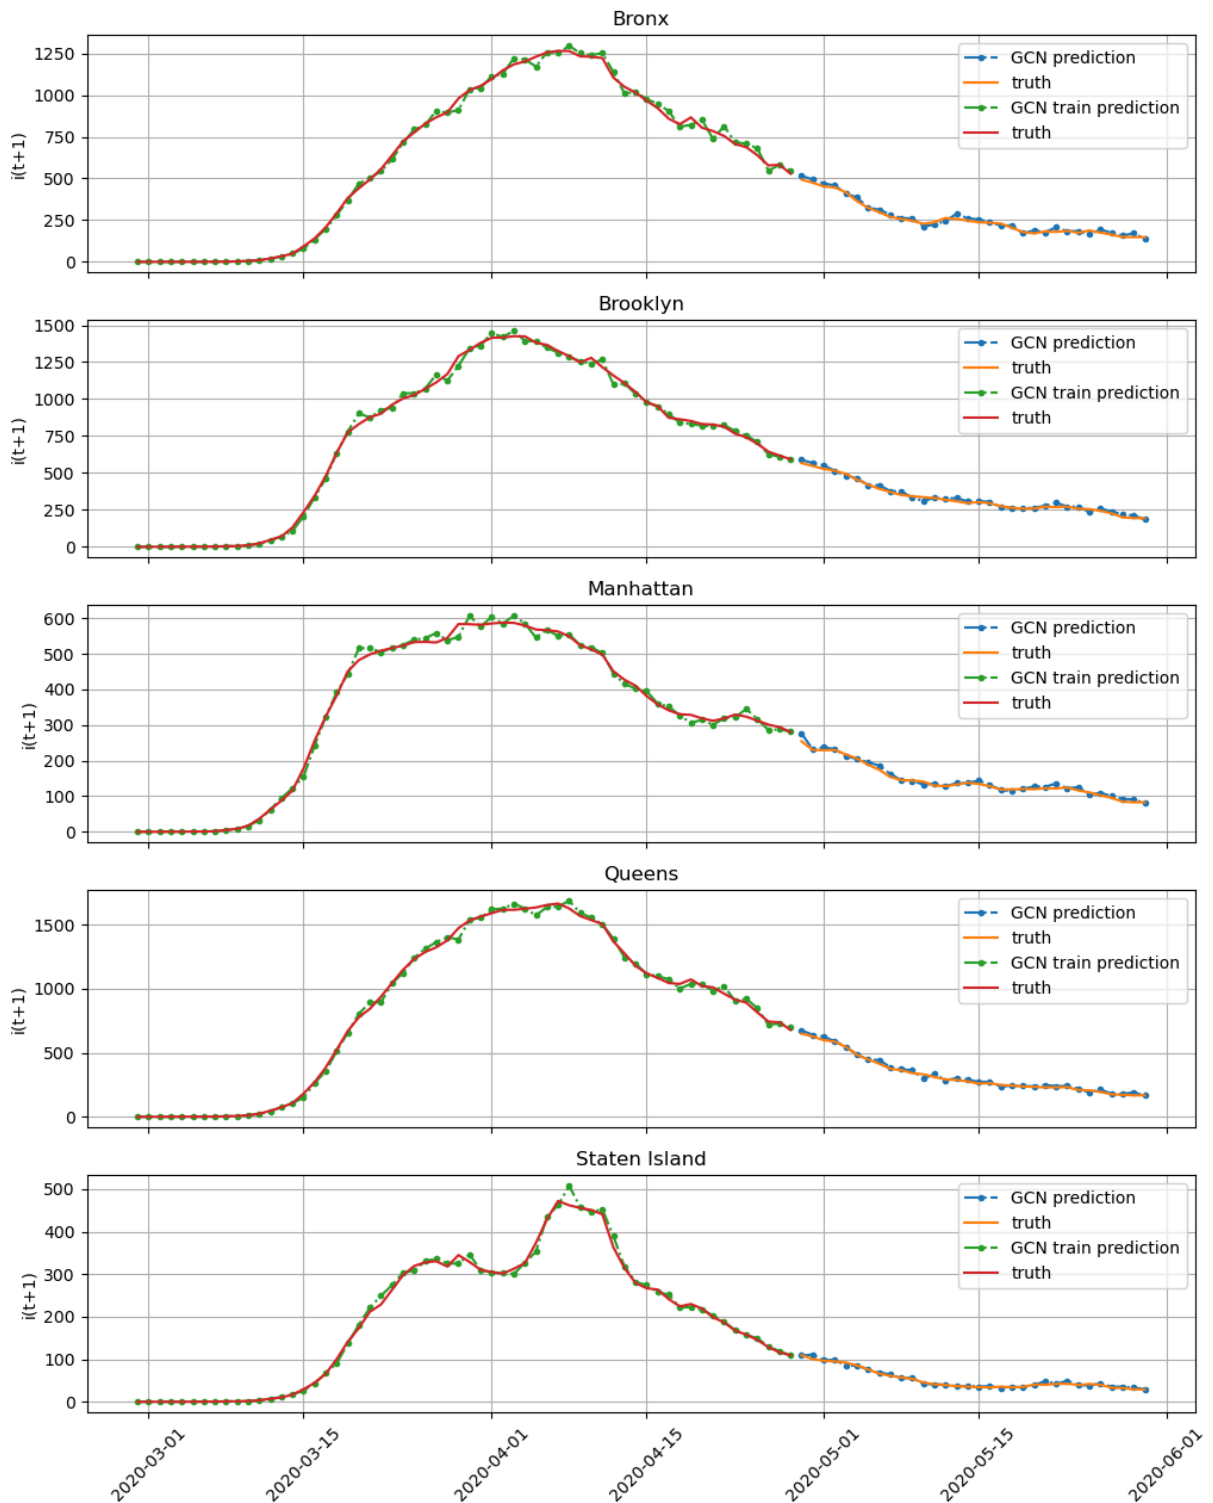 Bronx
i(t+1)
1250
1000
750
500
250
0
GCN prediction
truth
GCN train prediction
truth
Brooklyn
i(t+1)
1500
1250
1000
750
500
250
0
GCN prediction
truth
GCN train prediction
truth
Manhattan
i(t+1)
600
500
400
300
200
100
0
GCN prediction
truth
GCN train prediction
truth
Queens
i(t+1)
1500
1000
500
0
GCN prediction
truth
GCN train prediction
truth
Staten Island
i(t+1)
500
400
300
200
100
0
GCN prediction
truth
GCN train prediction
truth
2020-03-01
2020-03-15
2020-04-01
2020-04-15
2020-05-01
2020-05-15
2020-06-01